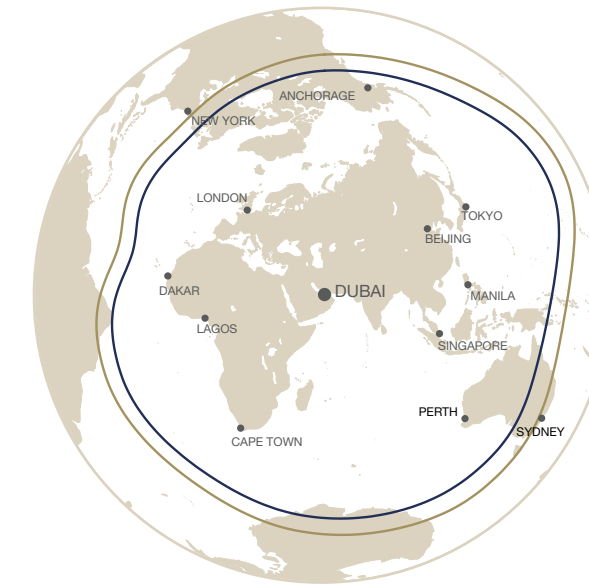 ANCHORAGE
NEW YORK
LONDON
TOKYO
BEIJING
DAKAR
DUBAI
MANILA
LAGOS
SINGAPORE
PERTH
SYDNEY
CAPE TOWN